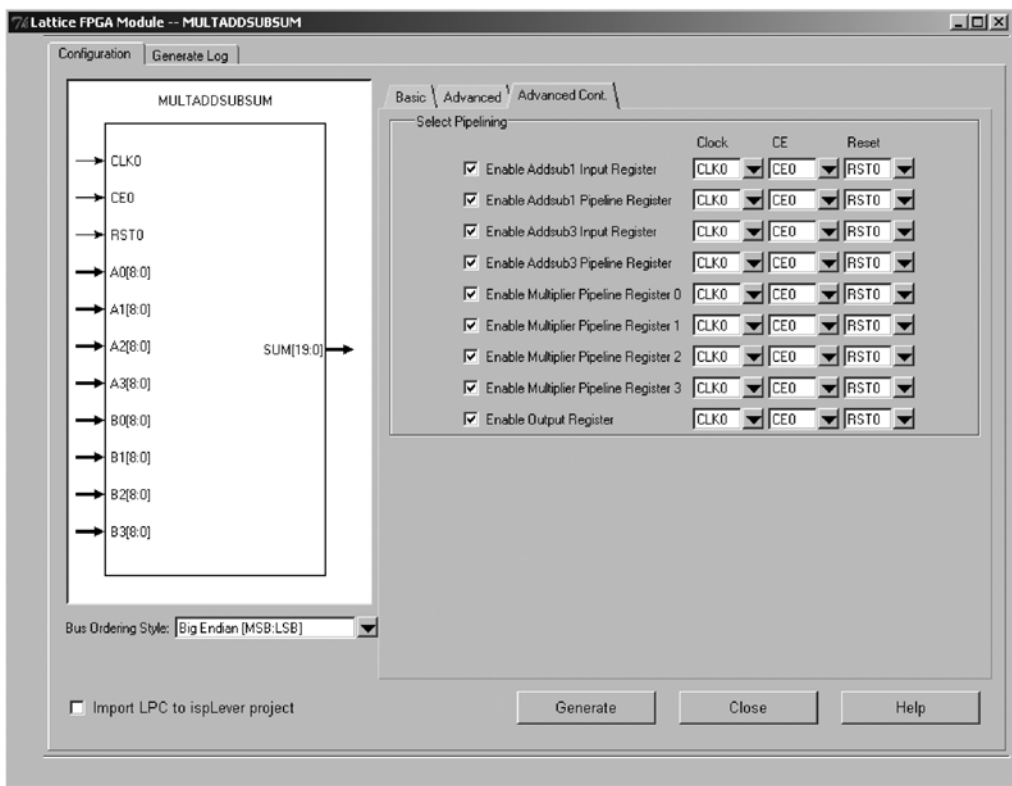 Lattice FPGA Module -- MULTADDSUBSUM
Configuration
Generate Log
MULTADDSUBSUM
CLK0
CE0
RST0
A0[8:0]
A1[8:0]
A2[8:0]
SUM[19:0]
A3[8:0]
B0[8:0]
B1[8:0]
B2[8:0]
B3[8:0]
Bus Ordering Style: Big Endian [MSB:LSB]
Basic
Advanced
Advanced Cont.
Select Pipelining
Clock CE Reset
Enable Addsub1 Input Register CLK0 CE0 RST0
Enable Addsub1 Pipeline Register CLK0 CE0 RST0
Enable Addsub3 Input Register CLK0 CE0 RST0
Enable Addsub3 Pipeline Register CLK0 CE0 RST0
Enable Multiplier Pipeline Register 0 CLK0 CE0 RST0
Enable Multiplier Pipeline Register 1 CLK0 CE0 RST0
Enable Multiplier Pipeline Register 2 CLK0 CE0 RST0
Enable Multiplier Pipeline Register 3 CLK0 CE0 RST0
Enable Output Register CLK0 CE0 RST0
Import LPC to ispLever project
Generate
Close
Help